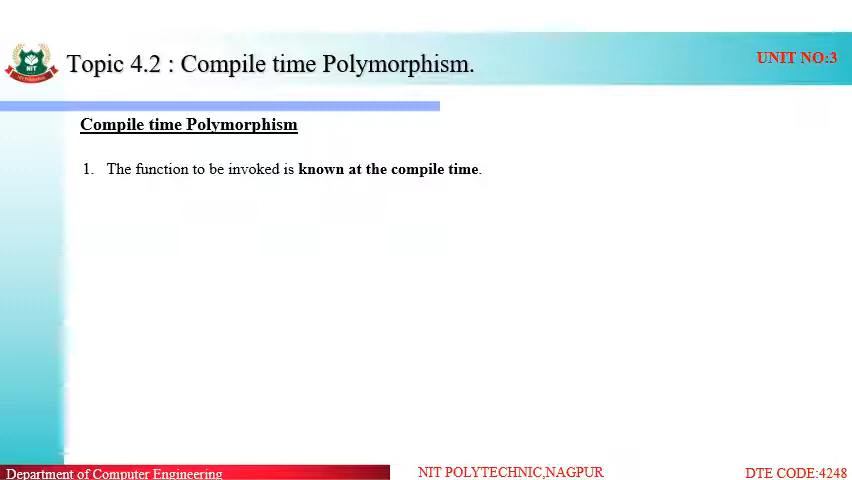 Topic 4.2 : Compile time Polymorphism.
UNIT NO:3
NIT
Compile time Polymorphism
1. The function to be invoked is known at the compile time.
Department of Computer Engineering
NIT POLYTECHNIC,NAGPUR
DTE CODE:4248